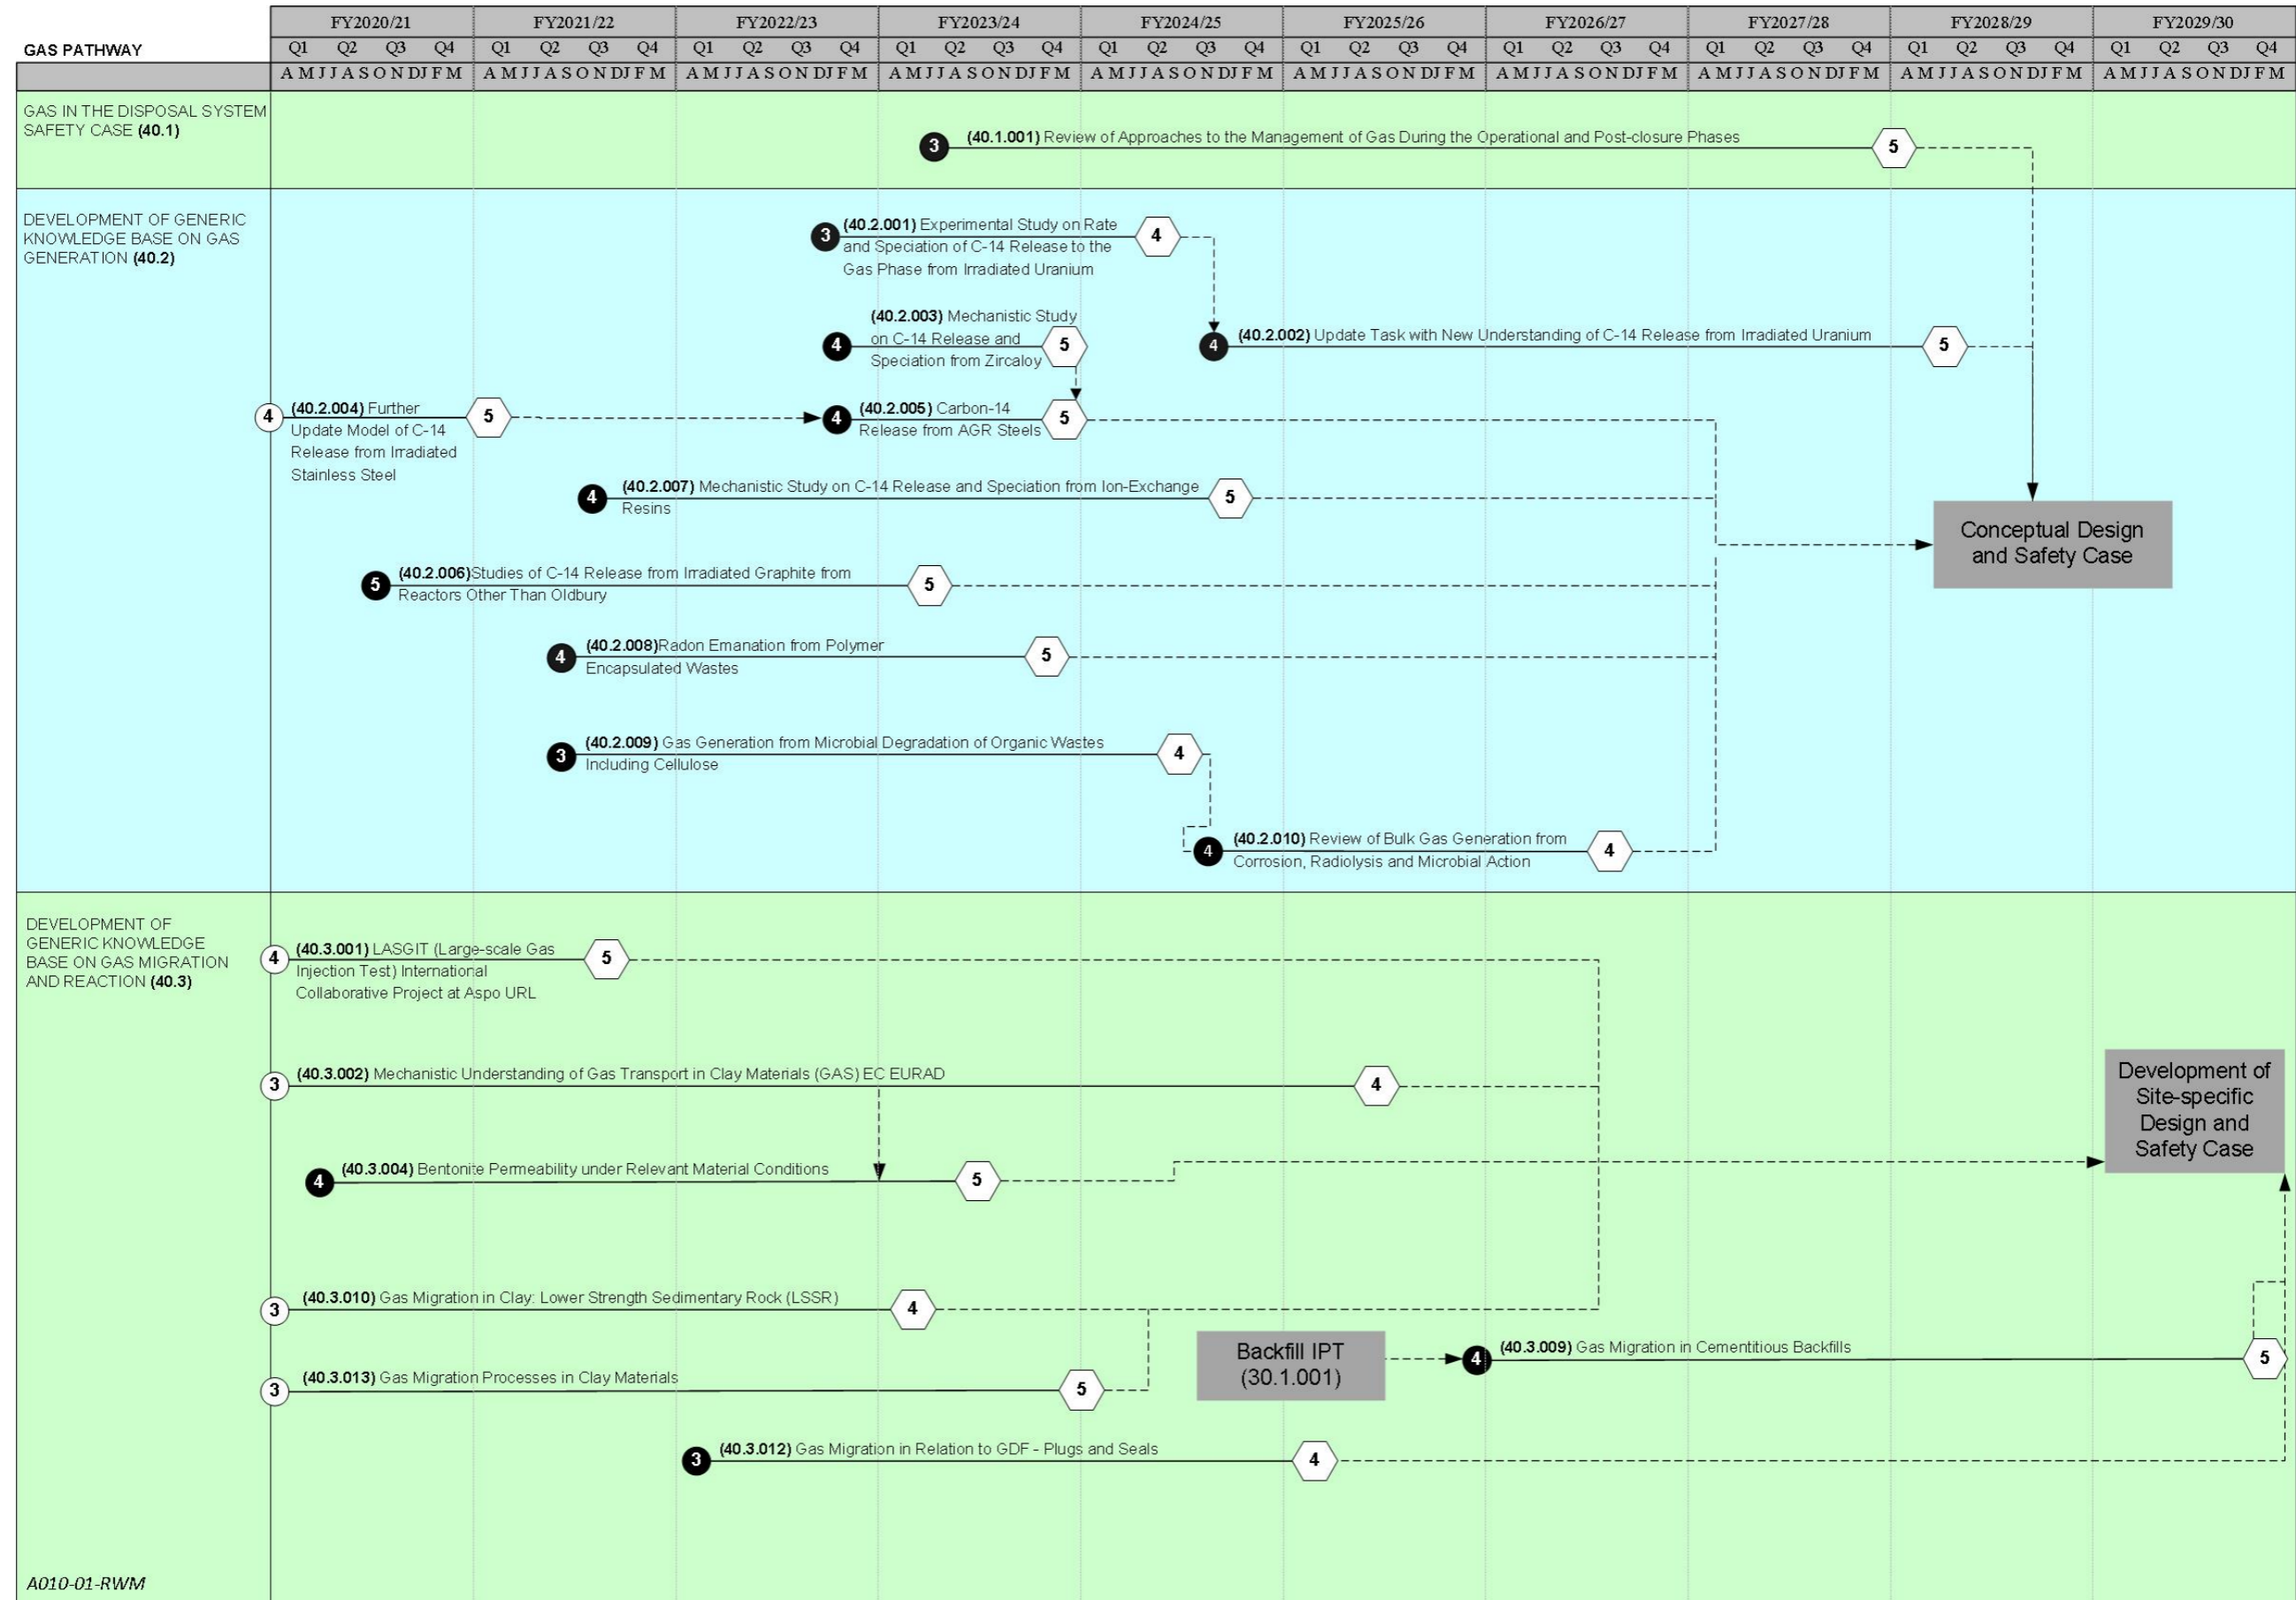 GAS PATHWAY
FY2020/21 FY2021/22 FY2022/23 FY2023/24 FY2024/25 FY2025/26 FY2026/27 FY2027/28 FY2028/29 FY2029/30
Q1 Q2 Q3 Q4 Q1 Q2 Q3 Q4 Q1 Q2 Q3 Q4 Q1 Q2 Q3 Q4 Q1 Q2 Q3 Q4 Q1 Q2 Q3 Q4 Q1 Q2 Q3 Q4 Q1 Q2 Q3 Q4 Q1 Q2 Q3 Q4 Q1 Q2 Q3 Q4
A M J J A S O N D J F M A M J J A S O N D J F M A M J J A S O N D J F M A M J J A S O N D J F M A M J J A S O N D J F M A M J J A S O N D J F M A M J J A S O N D J F M A M J J A S O N D J F M A M J J A S O N D J F M A M J J A S O N D J F M
GAS IN THE DISPOSAL SYSTEM
SAFETY CASE (40.1)
3
(40.1.001) Review of Approaches to the Management of Gas During the Operational and Post-closure Phases
5
DEVELOPMENT OF GENERIC
KNOWLEDGE BASE ON GAS
GENERATION (40.2)
3
(40.2.001) Experimental Study on Rate
and Speciation of C-14 Release to the
Gas Phase from Irradiated Uranium
4
4
(40.2.003) Mechanistic Study
on C-14 Release and
Speciation from Zircaloy
5
4
(40.2.002) Update Task with New Understanding of C-14 Release from Irradiated Uranium
5
4
(40.2.004) Further
Update Model of C-14
Release from Irradiated
Stainless Steel
5
4
(40.2.005) Carbon-14
Release from AGR Steels
5
4
(40.2.007) Mechanistic Study on C-14 Release and Speciation from Ion-Exchange
Resins
5
Conceptual Design
and Safety Case
5
(40.2.006)Studies of C-14 Release from Irradiated Graphite from
Reactors Other Than Oldbury
5
4
(40.2.008)Radon Emanation from Polymer
Encapsulated Wastes
5
3
(40.2.009) Gas Generation from Microbial Degradation of Organic Wastes
Including Cellulose
4
4
(40.2.010) Review of Bulk Gas Generation from
Corrosion, Radiolysis and Microbial Action
4
DEVELOPMENT OF
GENERIC KNOWLEDGE
BASE ON GAS MIGRATION
AND REACTION (40.3)
4
(40.3.001) LASGIT (Large-scale Gas
Injection Test) International
Collaborative Project at Aspo URL
5
3
(40.3.002) Mechanistic Understanding of Gas Transport in Clay Materials (GAS) EC EURAD
4
Development of
Site-specific
Design and
Safety Case
4
(40.3.004) Bentonite Permeability under Relevant Material Conditions
5
3
(40.3.010) Gas Migration in Clay: Lower Strength Sedimentary Rock (LSSR)
4
Backfill IPT
(30.1.001)
4
(40.3.009) Gas Migration in Cementitious Backfills
5
3
(40.3.013) Gas Migration Processes in Clay Materials
5
3
(40.3.012) Gas Migration in Relation to GDF - Plugs and Seals
4
A010-01-RWM